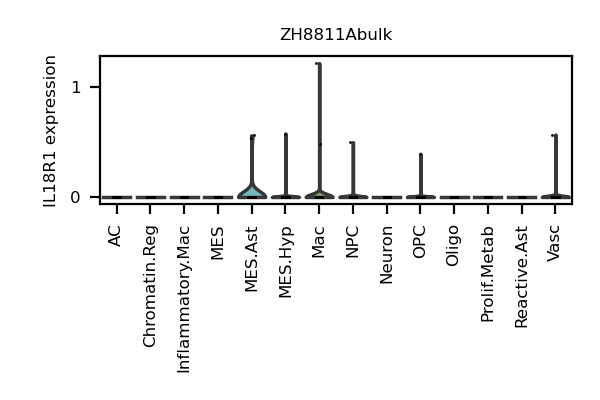 ZH8811Abulk
IL18R1 expression
1
0
AC
Chromatin.Reg
Inflammatory.Mac
MES
MES.Ast
MES.Hyp
Mac
NPC
Neuron
OPC
Oligo
Prolif.Metab
Reactive.Ast
Vasc